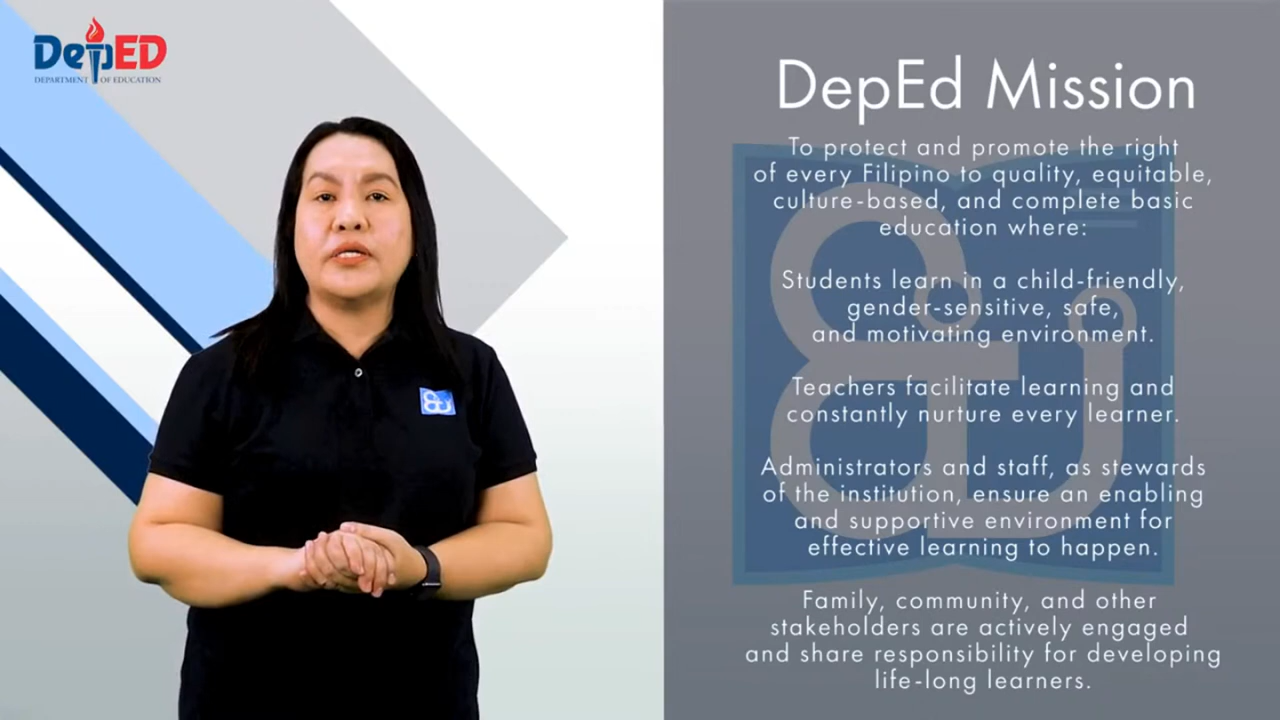 DepED
DEPARTMENT OF EDUCATION
DepEd Mission
To protect and promote the right
of every Filipino to quality, equitable,
culture-based, and complete basic
education where:
Students learn in a child-friendly,
gender-sensitive, safe,
and motivating environment.
Teachers facilitate learning and
constantly nurture every learner.
Administrators and staff, as stewards
of the institution, ensure an enabling
and supportive environment for
effective learning to happen.
Family, community, and other
stakeholders are actively engaged
and share responsibility for developing
life-long learners.